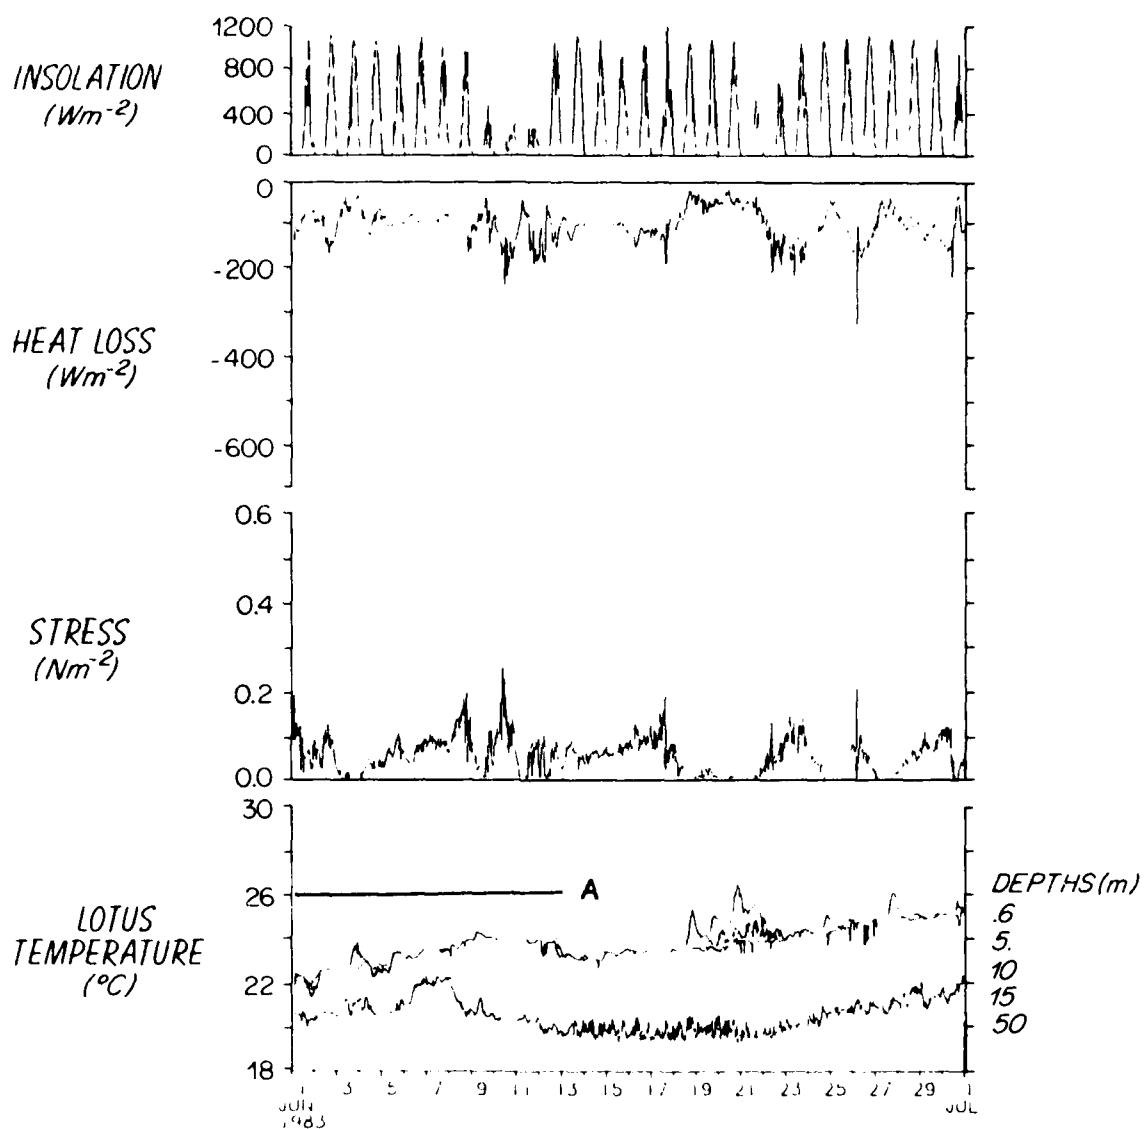 1200
INSOLATION
(Wm-2)
800
400
0
0
-200
HEAT LOSS
(Wm-2)
-400
-600
0.6
0.4
STRESS
(Nm-2)
0.2
0.0
30
26
A
DEPTHS (m)
.6
5.
10
15
50
LOTUS
TEMPERATURE
(°C)
22
18
1 3 5 7 9 11 13 15 17 19 21 23 25 27 29 1
JUN JUL
1983